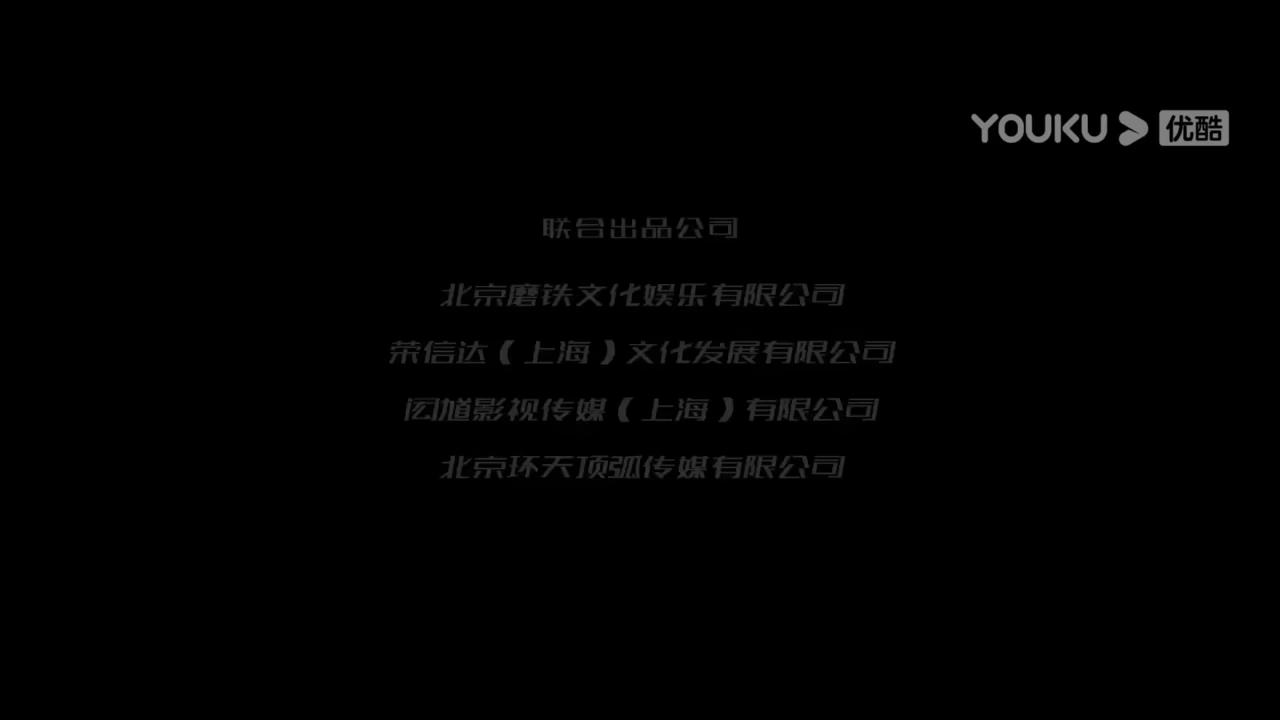 YOUKU 优酷
联合出品公司
北京磨铁文化娱乐有限公司
荣信达（上海）文化发展有限公司
闳馗影视传媒（上海）有限公司
北京环天顶弧传媒有限公司